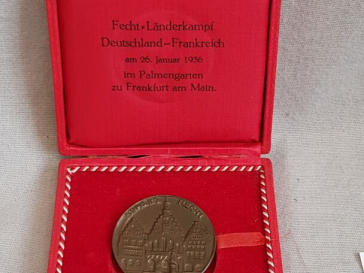 Fecht-Länderkampf
Deutschland-Frankreich
am 26. Januar 1936
im Palmengarten
zu Frankfurt am Main.